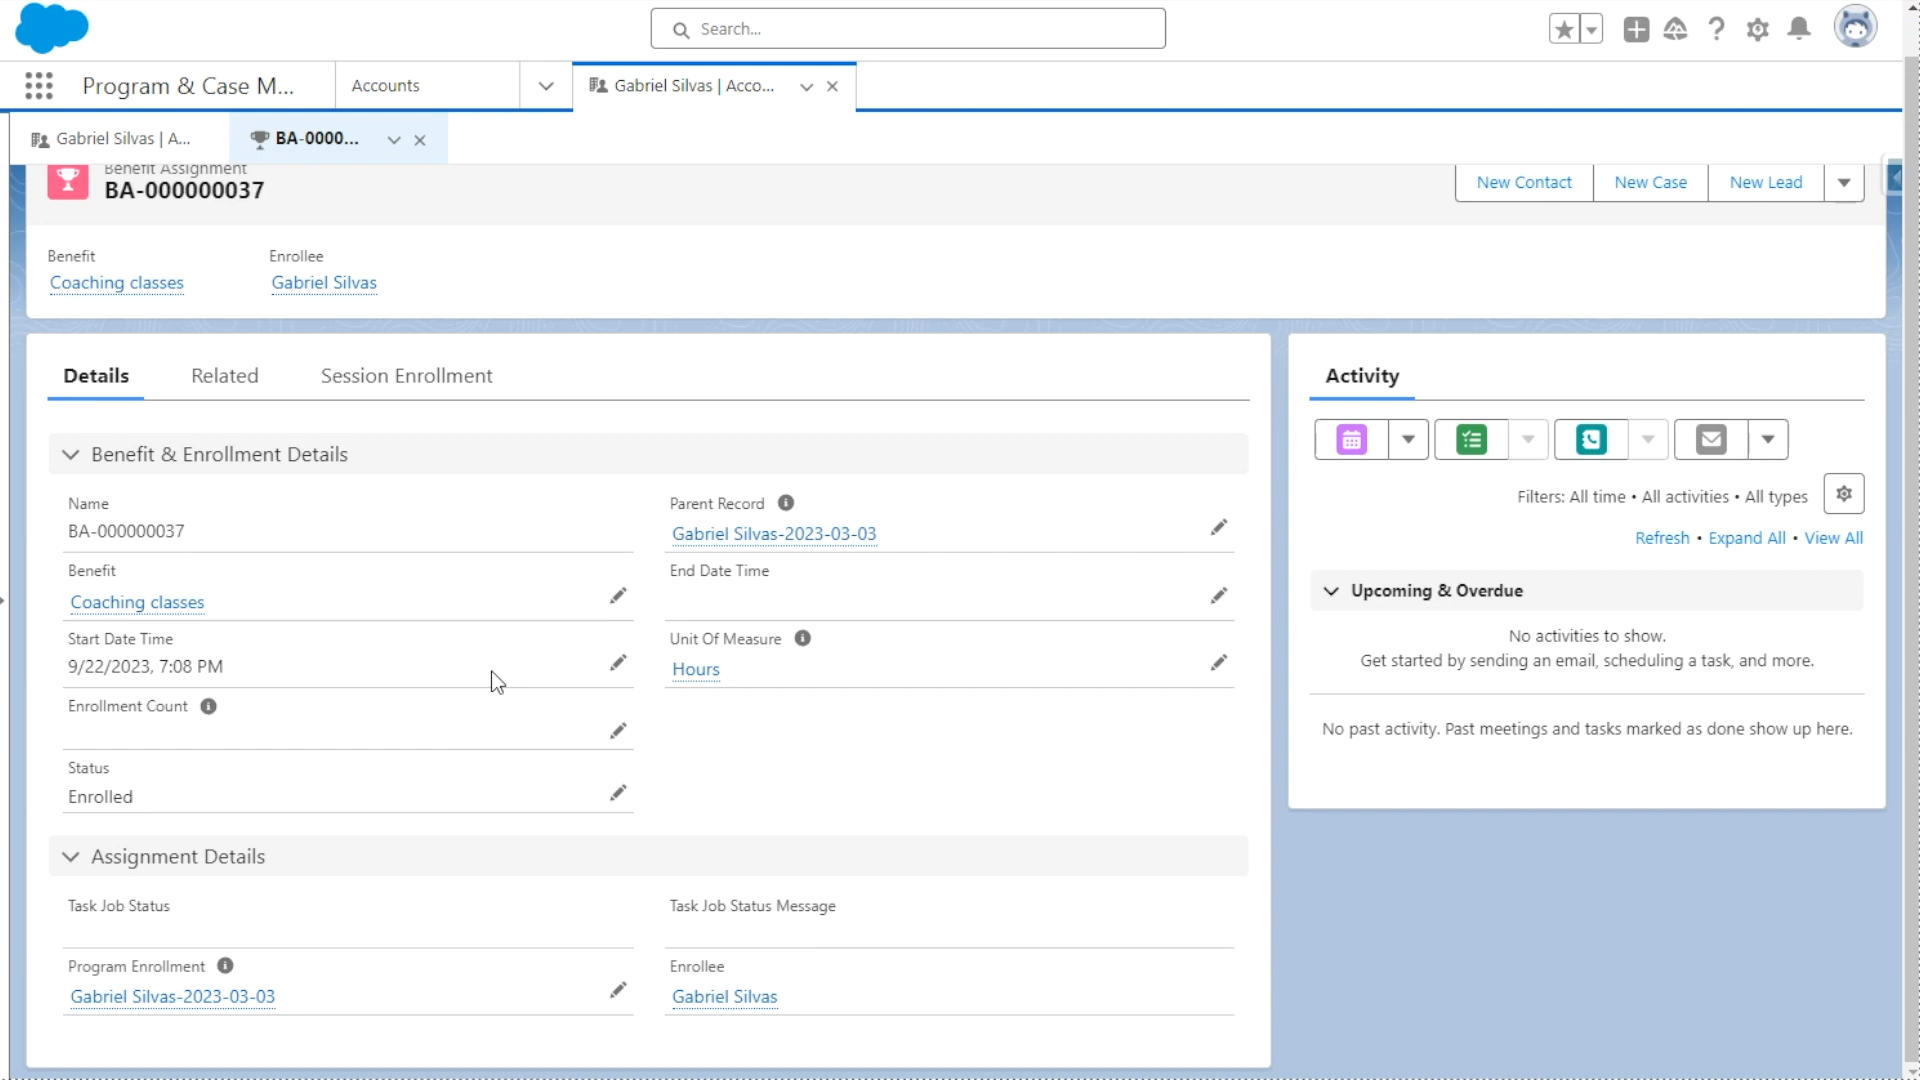 Search...
Program & Case M...
Accounts
Gabriel Silvas | Acco...
Gabriel Silvas | A...
BA-0000...
Benefit Assignment
BA-000000037
New Contact
New Case
New Lead
Benefit
Enrollee
Coaching classes
Gabriel Silvas
Details
Related
Session Enrollment
Benefit & Enrollment Details
Name
BA-000000037
Parent Record
Gabriel Silvas-2023-03-03
Benefit
Coaching classes
End Date Time
Start Date Time
9/22/2023, 7:08 PM
Unit Of Measure
Hours
Enrollment Count
Status
Enrolled
Assignment Details
Task Job Status
Task Job Status Message
Program Enrollment
Gabriel Silvas-2023-03-03
Enrollee
Gabriel Silvas
Activity
Filters: All time • All activities • All types
Refresh • Expand All • View All
Upcoming & Overdue
No activities to show.
Get started by sending an email, scheduling a task, and more.
No past activity. Past meetings and tasks marked as done show up here.